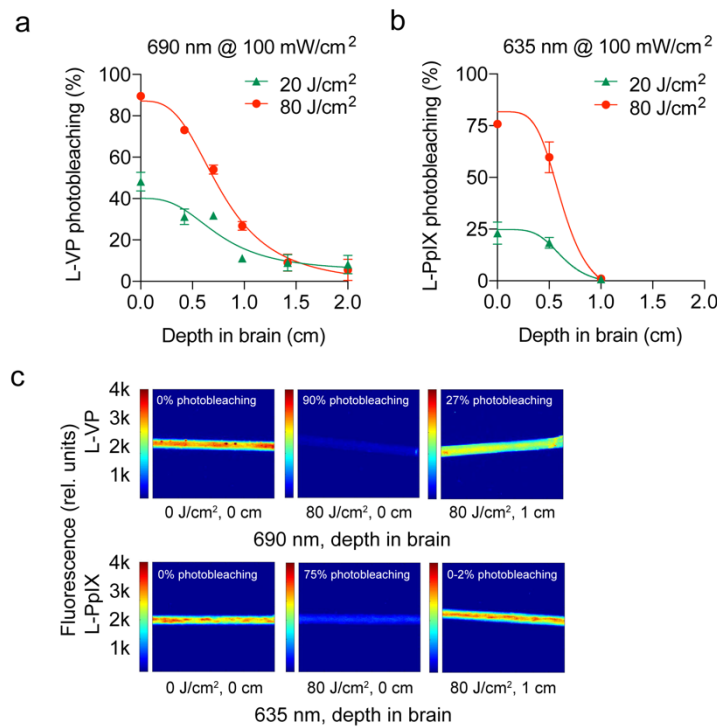 a
690 nm @ 100 mW/cm²
20 J/cm²
80 J/cm²
L-VP photobleaching (%)
100
80
60
40
20
0
0.0 0.5 1.0 1.5 2.0
Depth in brain (cm)
b
635 nm @ 100 mW/cm²
20 J/cm²
80 J/cm²
L-PpIX photobleaching (%)
100
75
50
25
0
0.0 0.5 1.0 1.5 2.0
Depth in brain (cm)
c
Fluorescence (rel. units)
L-VP
4k
3k
2k
1k
0% photobleaching
90% photobleaching
27% photobleaching
0 J/cm², 0 cm
80 J/cm², 0 cm
80 J/cm², 1 cm
690 nm, depth in brain
L-PpIX
4k
3k
2k
1k
0% photobleaching
75% photobleaching
0-2% photobleaching
0 J/cm², 0 cm
80 J/cm², 0 cm
80 J/cm², 1 cm
635 nm, depth in brain